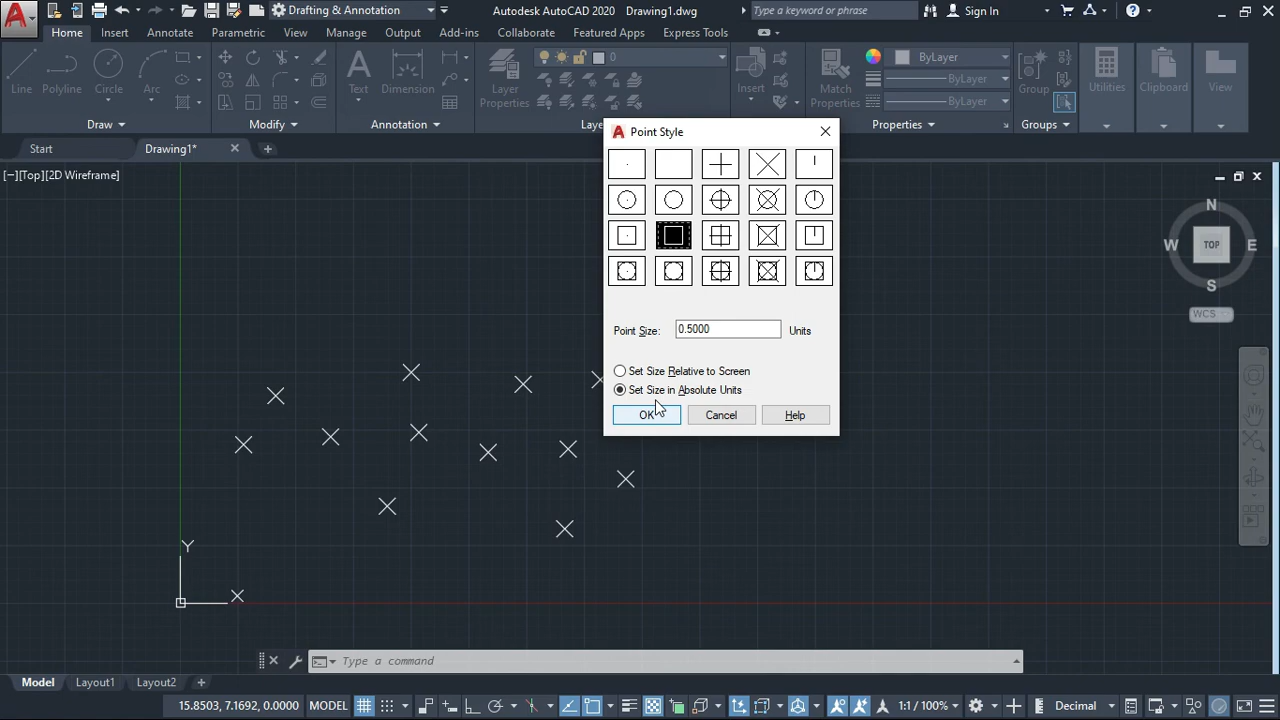 Drafting & Annotation
Autodesk AutoCAD 2020 Drawing1.dwg
Type a keyword or phrase
Sign In
Home Insert Annotate Parametric View Manage Output Add-ins Collaborate Featured Apps Express Tools
Line Polyline Circle Arc
Text Dimension
Layer Properties
0
Insert
Match Properties
ByLayer
ByLayer
ByLayer
Group
Utilities Clipboard View
Draw Modify Annotation Properties Groups
Start Drawing1*
[−][Top][2D Wireframe]
Point Style
Point Size: 0.5000 Units
Set Size Relative to Screen
Set Size in Absolute Units
OK Cancel Help
N
W TOP E
S
WCS
Y
Type a command
Model Layout1 Layout2
15.8503, 7.1692, 0.0000 MODEL 1:1 / 100% Decimal